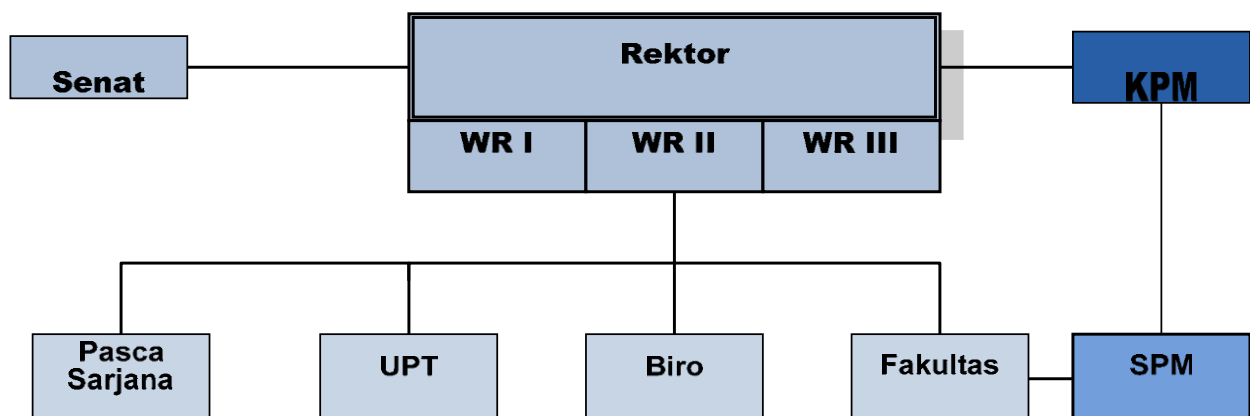 Rektor
Senat
KPM
WR I
WR II
WR III
Pasca
Sarjana
UPT
Biro
Fakultas
SPM